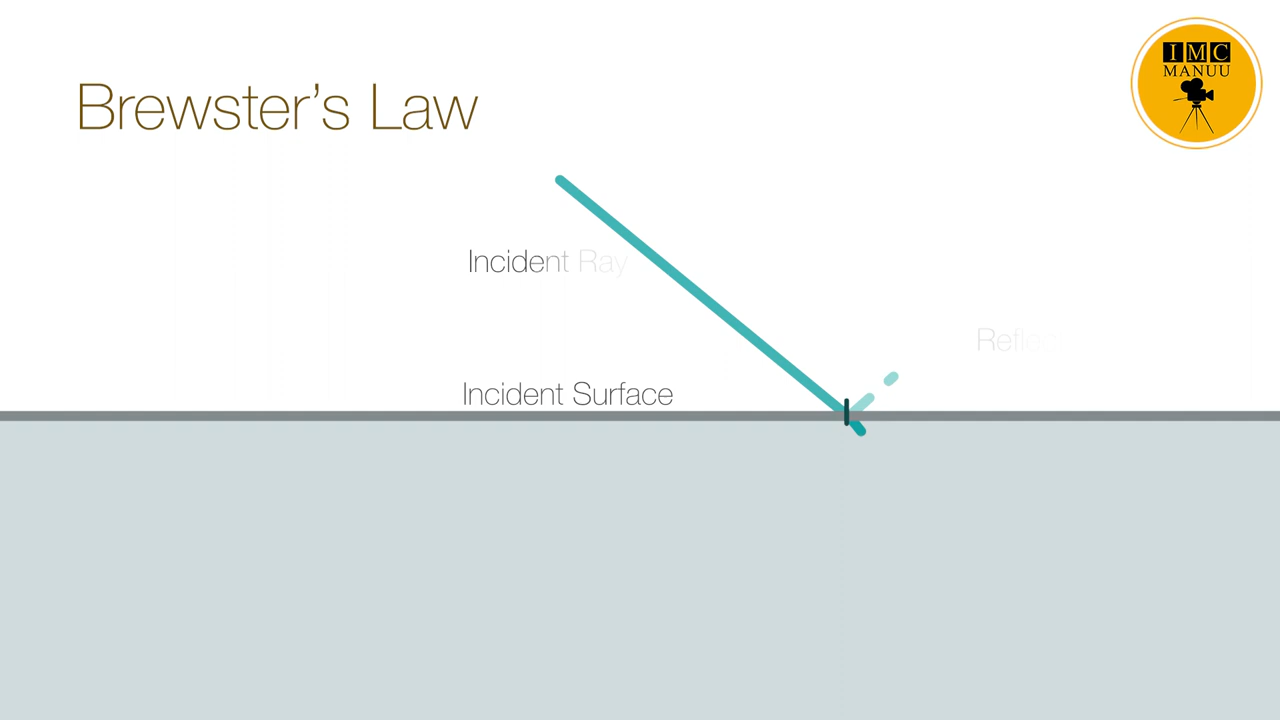 IMC
MANUU
Brewster’s Law
Incident Ray
Incident Surface